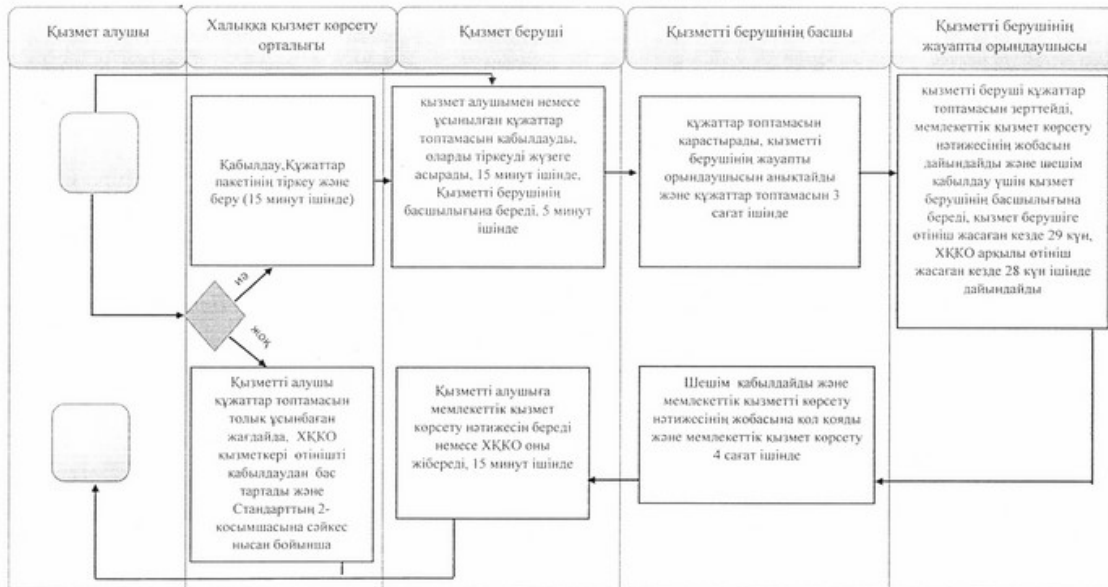 Қызмет алушы
Халыққа қызмет көрсету
орталығы
Қызмет беруші
Қызметті берушінің басшы
Қызметті берушінің
жауапты орындаушысы
Қабылдау,Құжаттар
пакетінің тіркеу және
беру (15 минут ішінде)
қызмет алушымен немесе
ұсынылған құжаттар
топтамасын қабылдауды,
оларды тіркеуді жүзеге
асырады, 15 минут ішінде,
Қызметті берушінің
басшылығына береді, 5 минут
ішінде
құжаттар топтамасын
қарастырады, қызметті
берушінің жауапты
орындаушысын анықтайды
және құжаттар топтамасын 3
сағат ішінде
қызметті беруші құжаттар
топтамасын зерттейді,
мемлекеттік қызмет көрсету
нәтижесінің жобасын
дайындайды және шешім
қабылдау үшін қызмет
берушінің басшылығына
береді, қызмет берушіге
өтініш жасаған кезде 29 күн,
ХҚКО арқылы өтініш
жасаған кезде 28 күн ішінде
дайындайды
иә
жоқ
Қызметті алушы
құжаттар топтамасын
толық ұсынбаған
жағдайда, ХҚКО
қызметкері өтінішті
қабылдаудан бас
тартады және
Стандарттың 2-
қосымшасына сәйкес
нысан бойынша
Қызметті алушыға
мемлекеттік қызмет
көрсету нәтижесін береді
немесе ХҚКО оны
жібереді, 15 минут ішінде
Шешім қабылдайды және
мемлекеттік қызметті көрсету
нәтижесінің жобасына қол қояды
және мемлекеттік қызмет көрсету
4 сағат ішінде